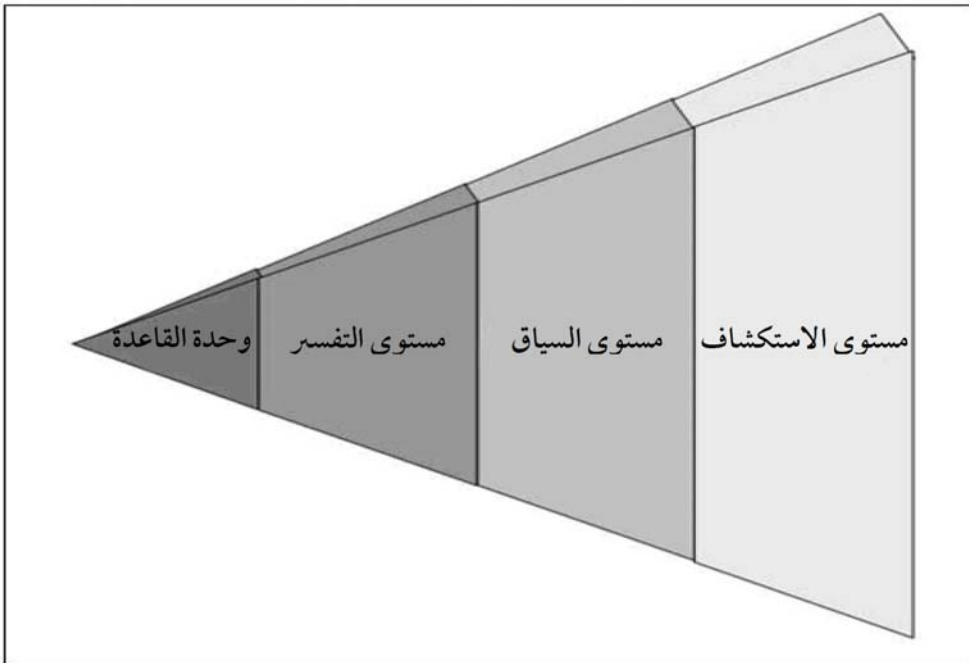 وحدة القاعدة
مستوى التفسر
مستوى السياق
مستوى الاستكشاف